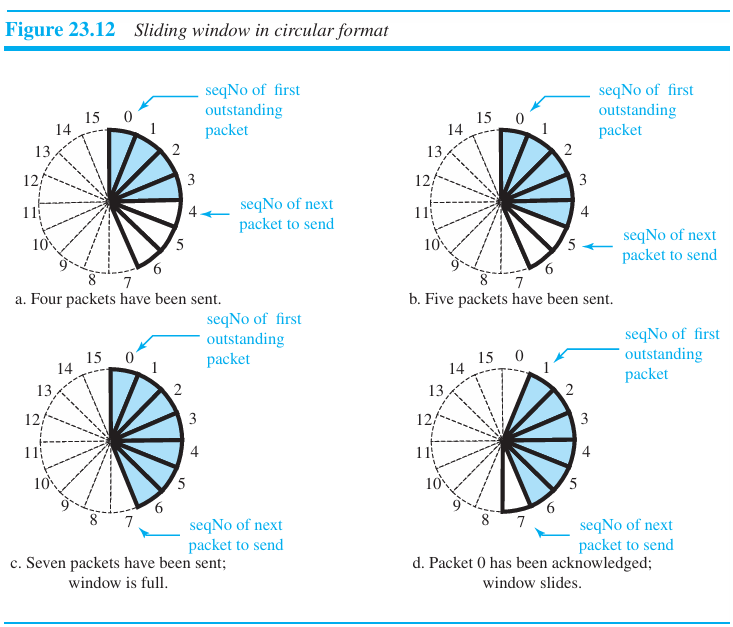 Figure 23.12 Sliding window in circular format
seqNo of first
outstanding
packet
0
1
2
3
4
5
6
7
8
9
10
11
12
13
14
15
seqNo of next
packet to send
a. Four packets have been sent.
seqNo of first
outstanding
packet
0
1
2
3
4
5
6
7
8
9
10
11
12
13
14
15
seqNo of next
packet to send
b. Five packets have been sent.
seqNo of first
outstanding
packet
0
1
2
3
4
5
6
7
8
9
10
11
12
13
14
15
seqNo of next
packet to send
c. Seven packets have been sent;
window is full.
seqNo of first
outstanding
packet
0
1
2
3
4
5
6
7
8
9
10
11
12
13
14
15
seqNo of next
packet to send
d. Packet 0 has been acknowledged;
window slides.